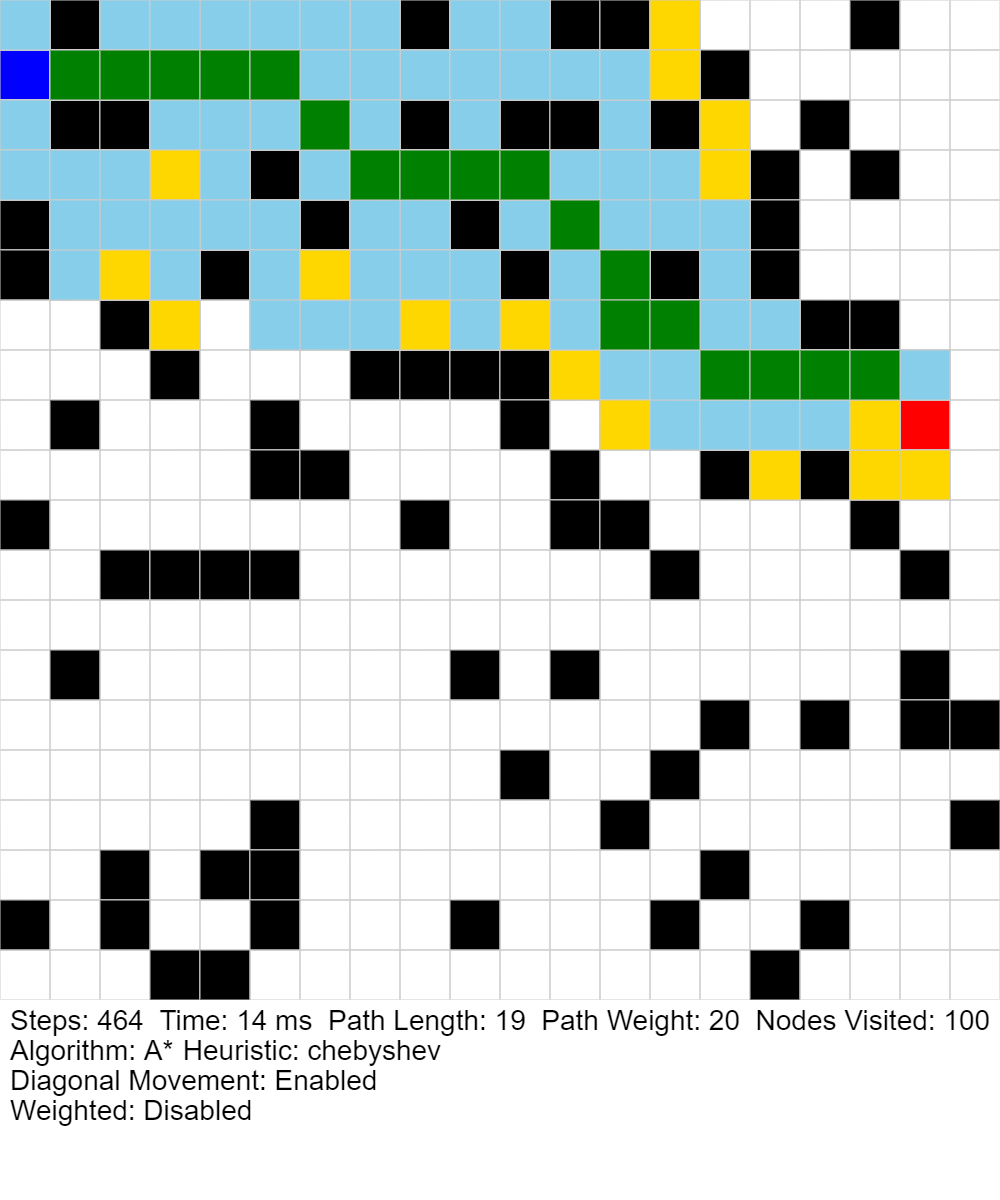 Steps: 464  Time: 14 ms  Path Length: 19  Path Weight: 20  Nodes Visited: 100
Algorithm: A* Heuristic: chebyshev
Diagonal Movement: Enabled
Weighted: Disabled